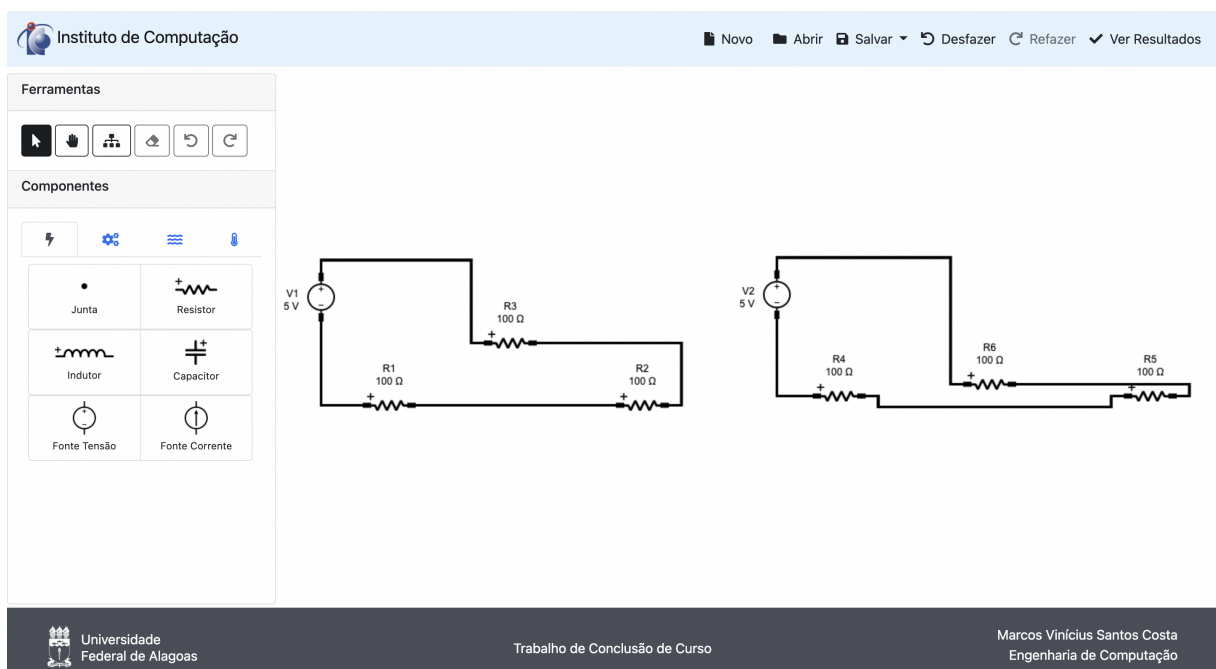 Instituto de Computação
Novo Abrir Salvar Desfazer Refazer Ver Resultados
Ferramentas
Componentes
Junta
Resistor
Indutor
Capacitor
Fonte Tensão
Fonte Corrente
V1
5 V
R3
100 Ω
R1
100 Ω
R2
100 Ω
V2
5 V
R6
100 Ω
R4
100 Ω
R5
100 Ω
Universidade
Federal de Alagoas
Trabalho de Conclusão de Curso
Marcos Vinícius Santos Costa
Engenharia de Computação